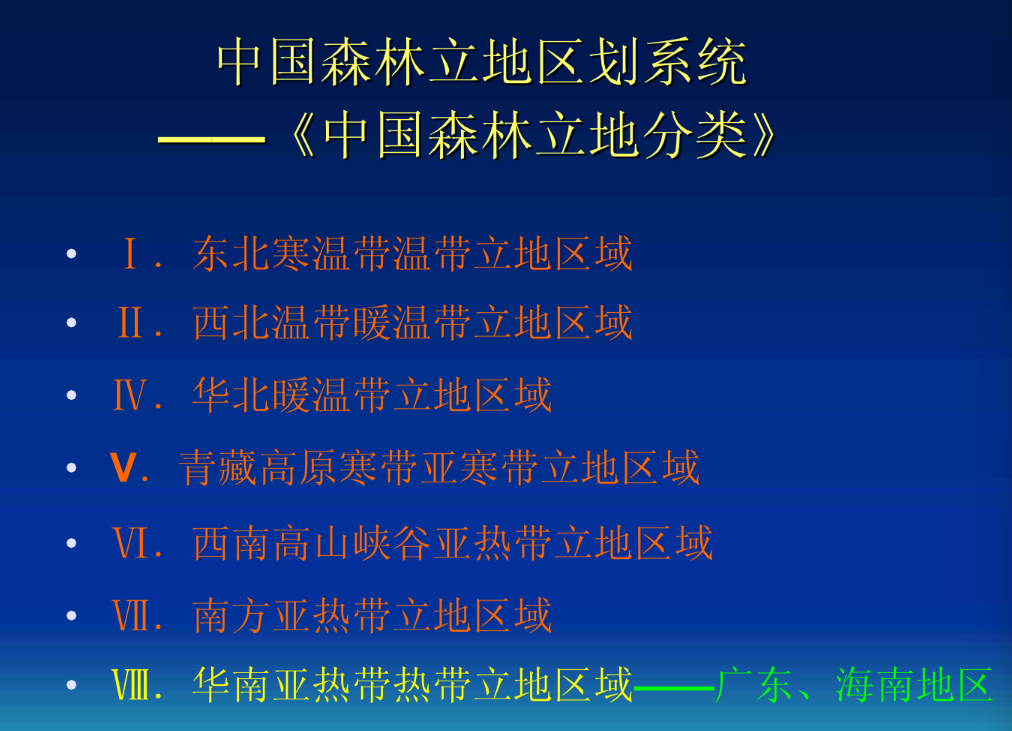 中国森林立地区划系统
——《中国森林立地分类》
• Ⅰ．东北寒温带温带立地区域
• Ⅱ．西北温带暖温带立地区域
• Ⅳ．华北暖温带立地区域
• V．青藏高原寒带亚寒带立地区域
• Ⅵ．西南高山峡谷亚热带立地区域
• Ⅶ．南方亚热带立地区域
• Ⅷ．华南亚热带热带立地区域——广东、海南地区